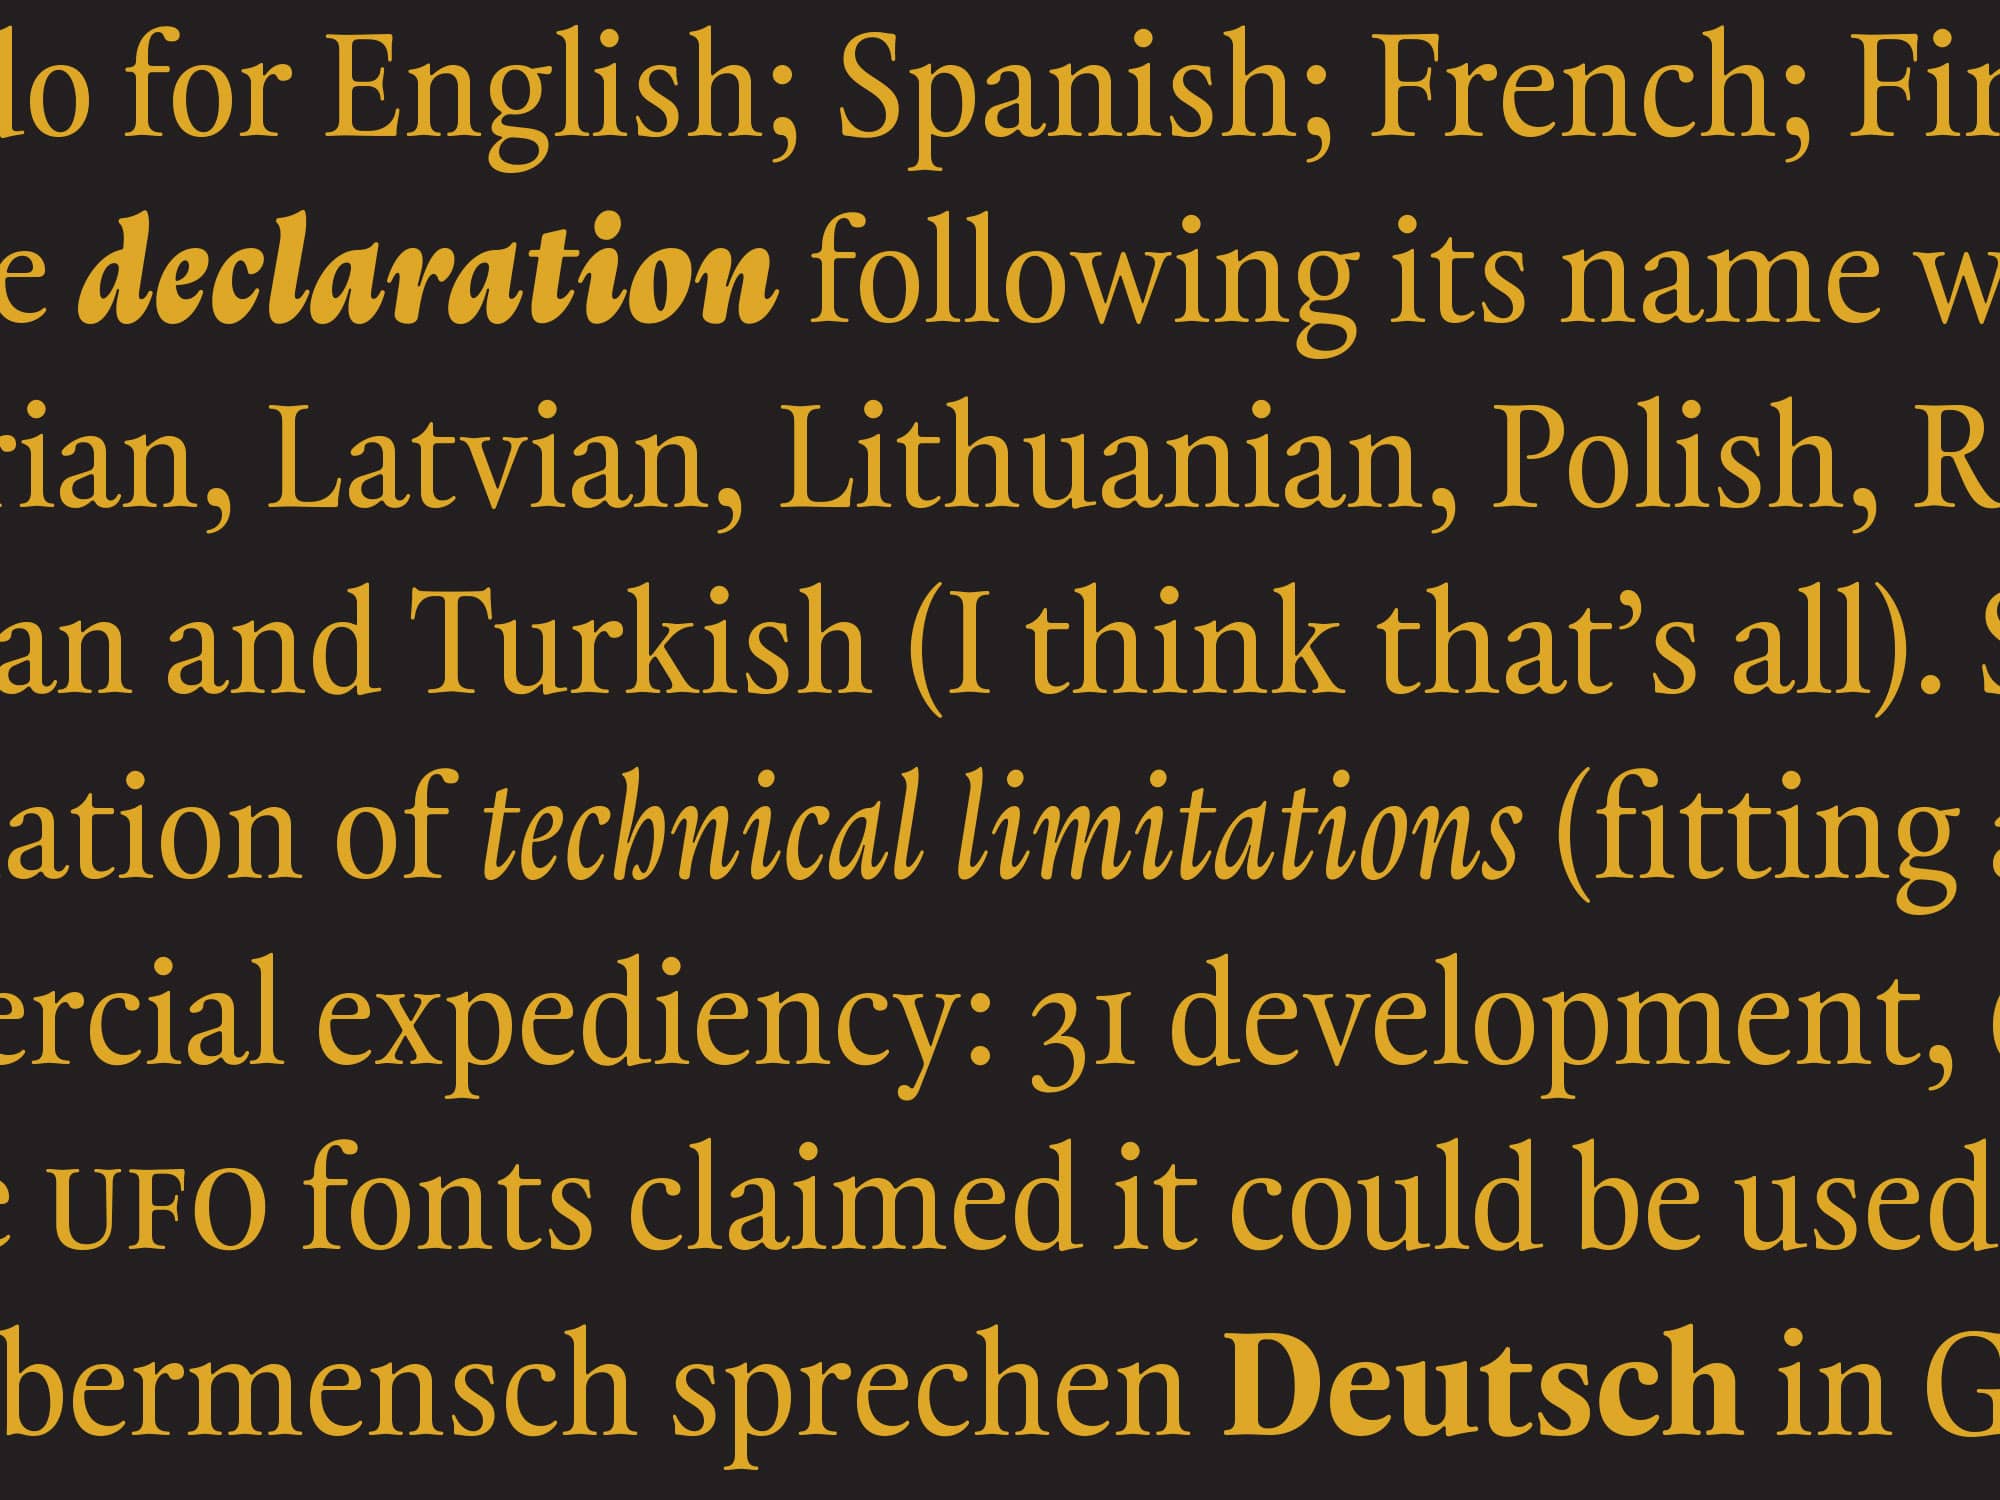 lo for English; Spanish; French; Fin
e declaration following its name w
rian, Latvian, Lithuanian, Polish, R
an and Turkish (I think that’s all). S
ation of technical limitations (fitting a
ercial expediency: 31 development, (
e UFO fonts claimed it could be used
bermensch sprechen Deutsch in G